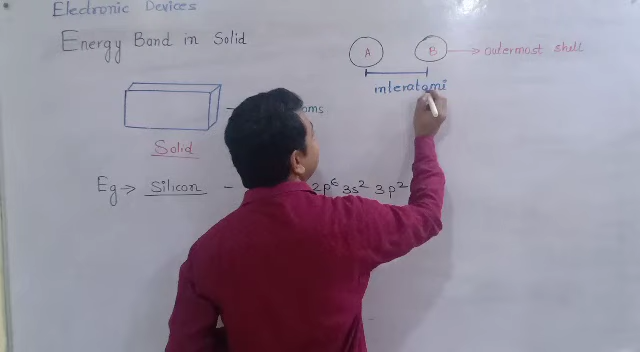 Electronic Devices
Energy Band in Solid
A
B
→ outermost shell
interatomi
Solid
Eg → Silicon - 2p⁶ 3s² 3p²